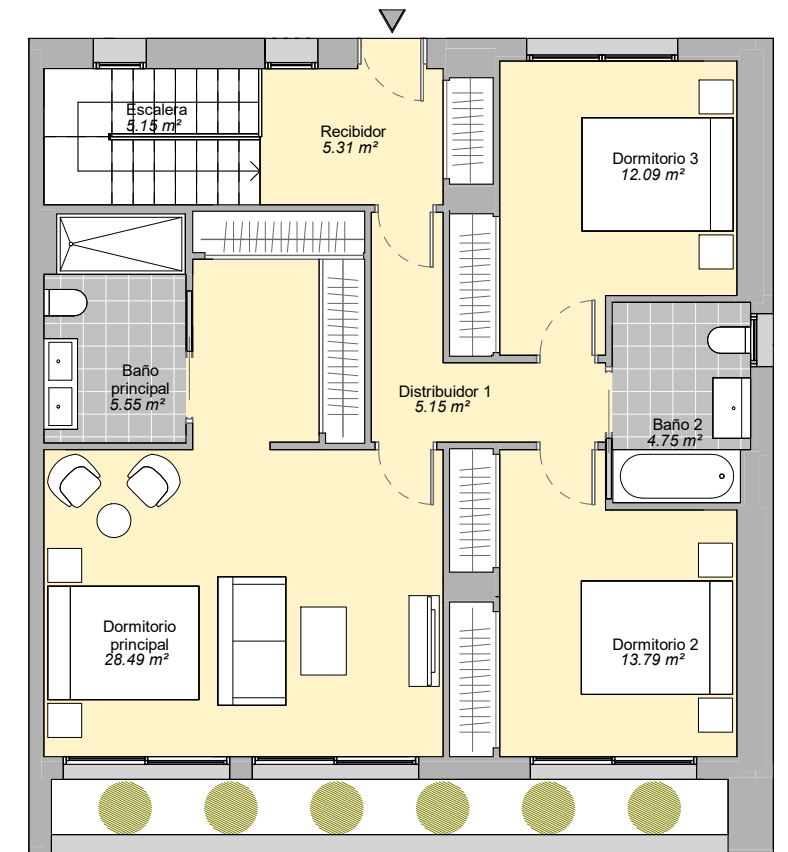 Escalera
5.15 m²
Recibidor
5.31 m²
Dormitorio 3
12.09 m²
Baño
principal
5.55 m²
Distribuidor 1
5.15 m²
Baño 2
4.75 m²
Dormitorio
principal
28.49 m²
Dormitorio 2
13.79 m²